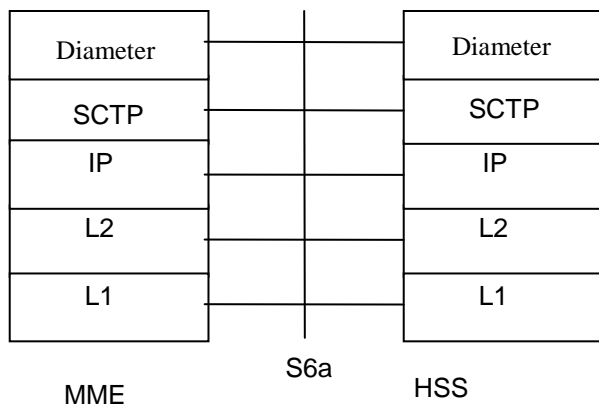 Diameter Diameter
SCTP SCTP
IP IP
L2 L2
L1 L1
S6a
MME HSS